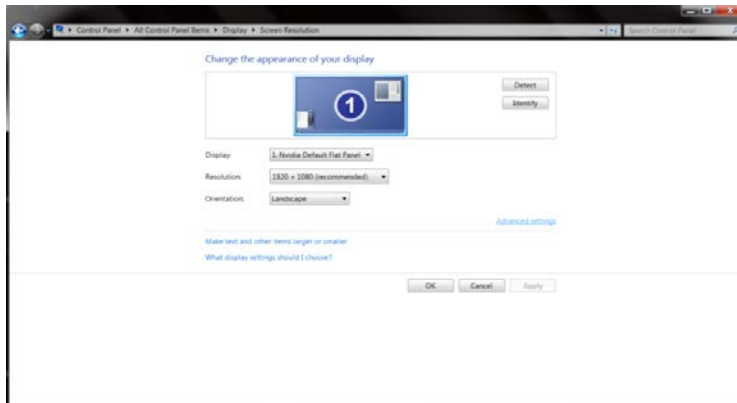 Control Panel ▸ All Control Panel Items ▸ Display ▸ Screen Resolution
Search Control Panel
Change the appearance of your display
1
Detect
Identify
Display: 1. Nvidia Default Flat Panel
Resolution: 1920 × 1080 (recommended)
Orientation: Landscape
Advanced settings
Make text and other items larger or smaller
What display settings should I choose?
OK Cancel Apply